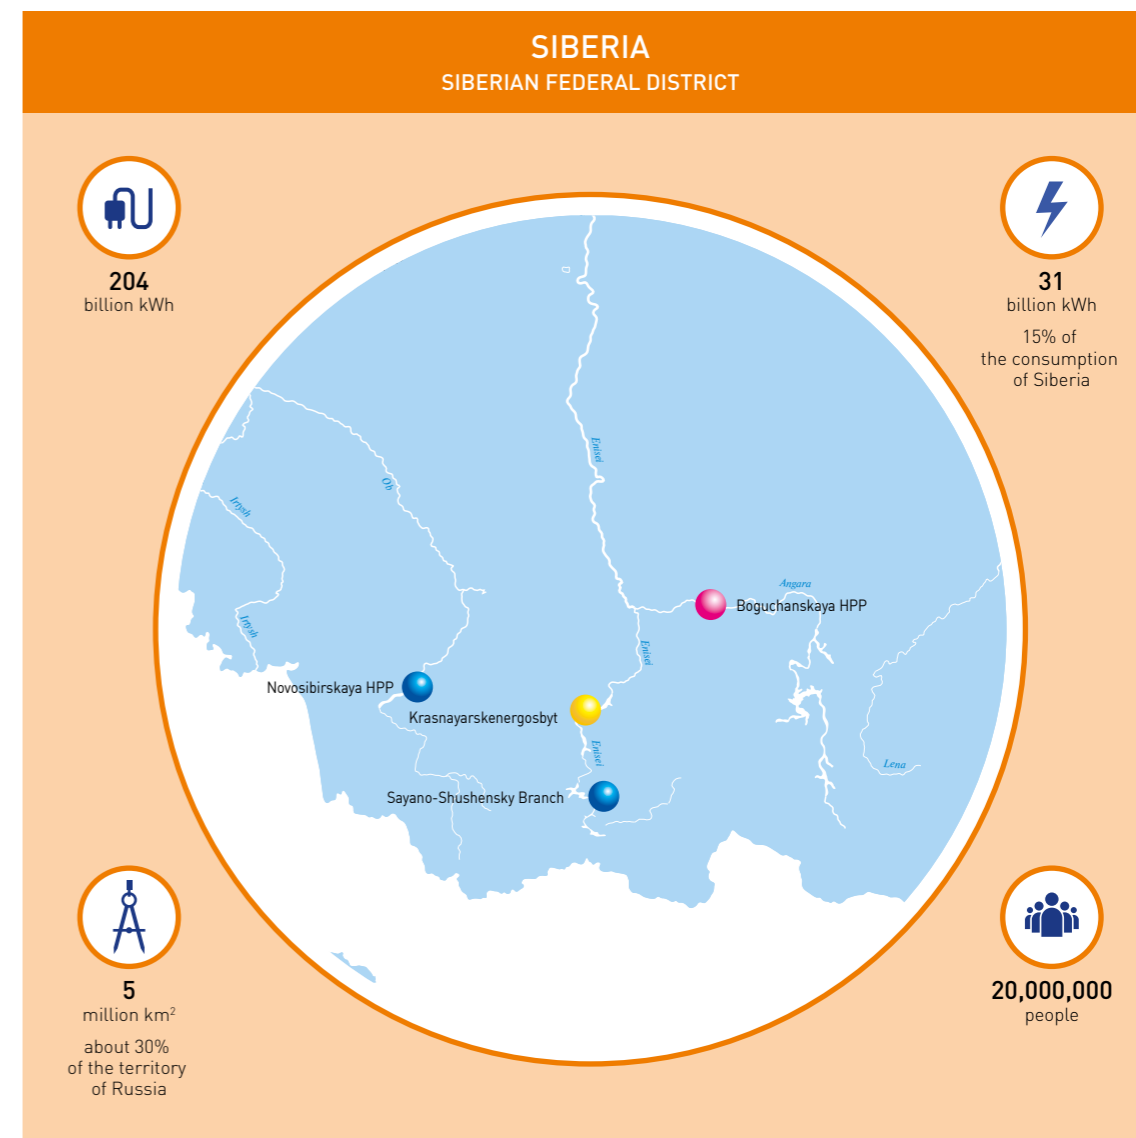 SIBERIA
SIBERIAN FEDERAL DISTRICT
204
billion kWh
31
billion kWh
15% of
the consumption
of Siberia
Enisei
Ob
Irtysh
Irtysh
Angara
Boguchanskaya HPP
Enisei
Novosibirskaya HPP
Krasnayarskenergosbyt
Enisei
Lena
Sayano-Shushensky Branch
5
million km²
about 30%
of the territory
of Russia
20,000,000
people